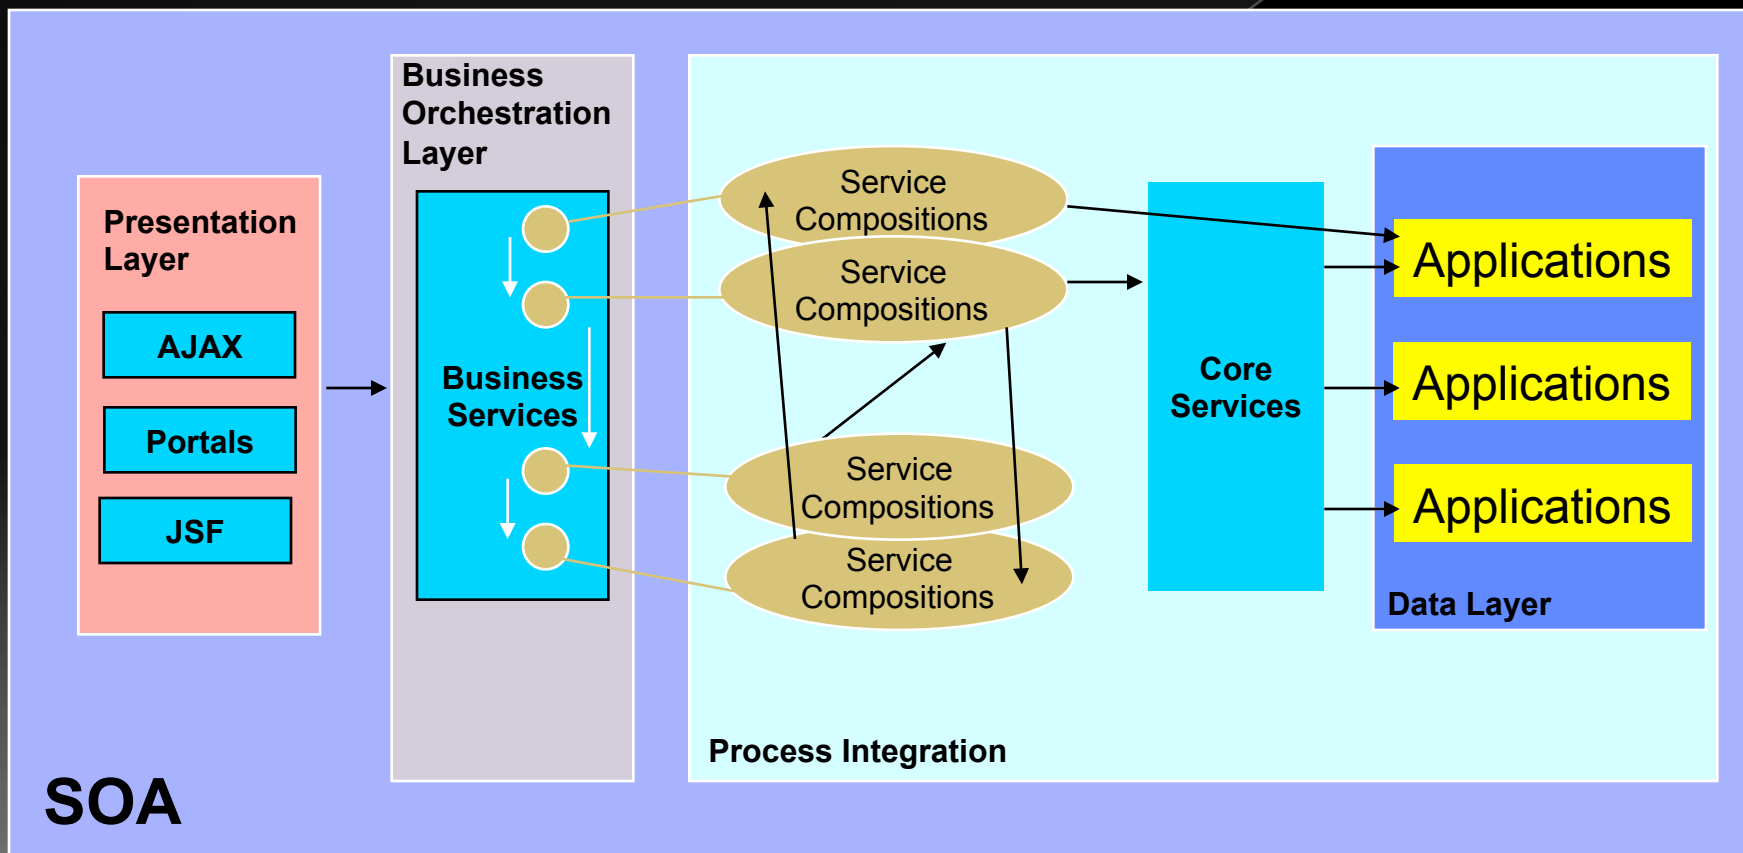 Presentation
Layer
AJAX
Portals
JSF
Business
Orchestration
Layer
Business
Services
Service
Compositions
Service
Compositions
Service
Compositions
Service
Compositions
Core
Services
Applications
Applications
Applications
Data Layer
Process Integration
SOA